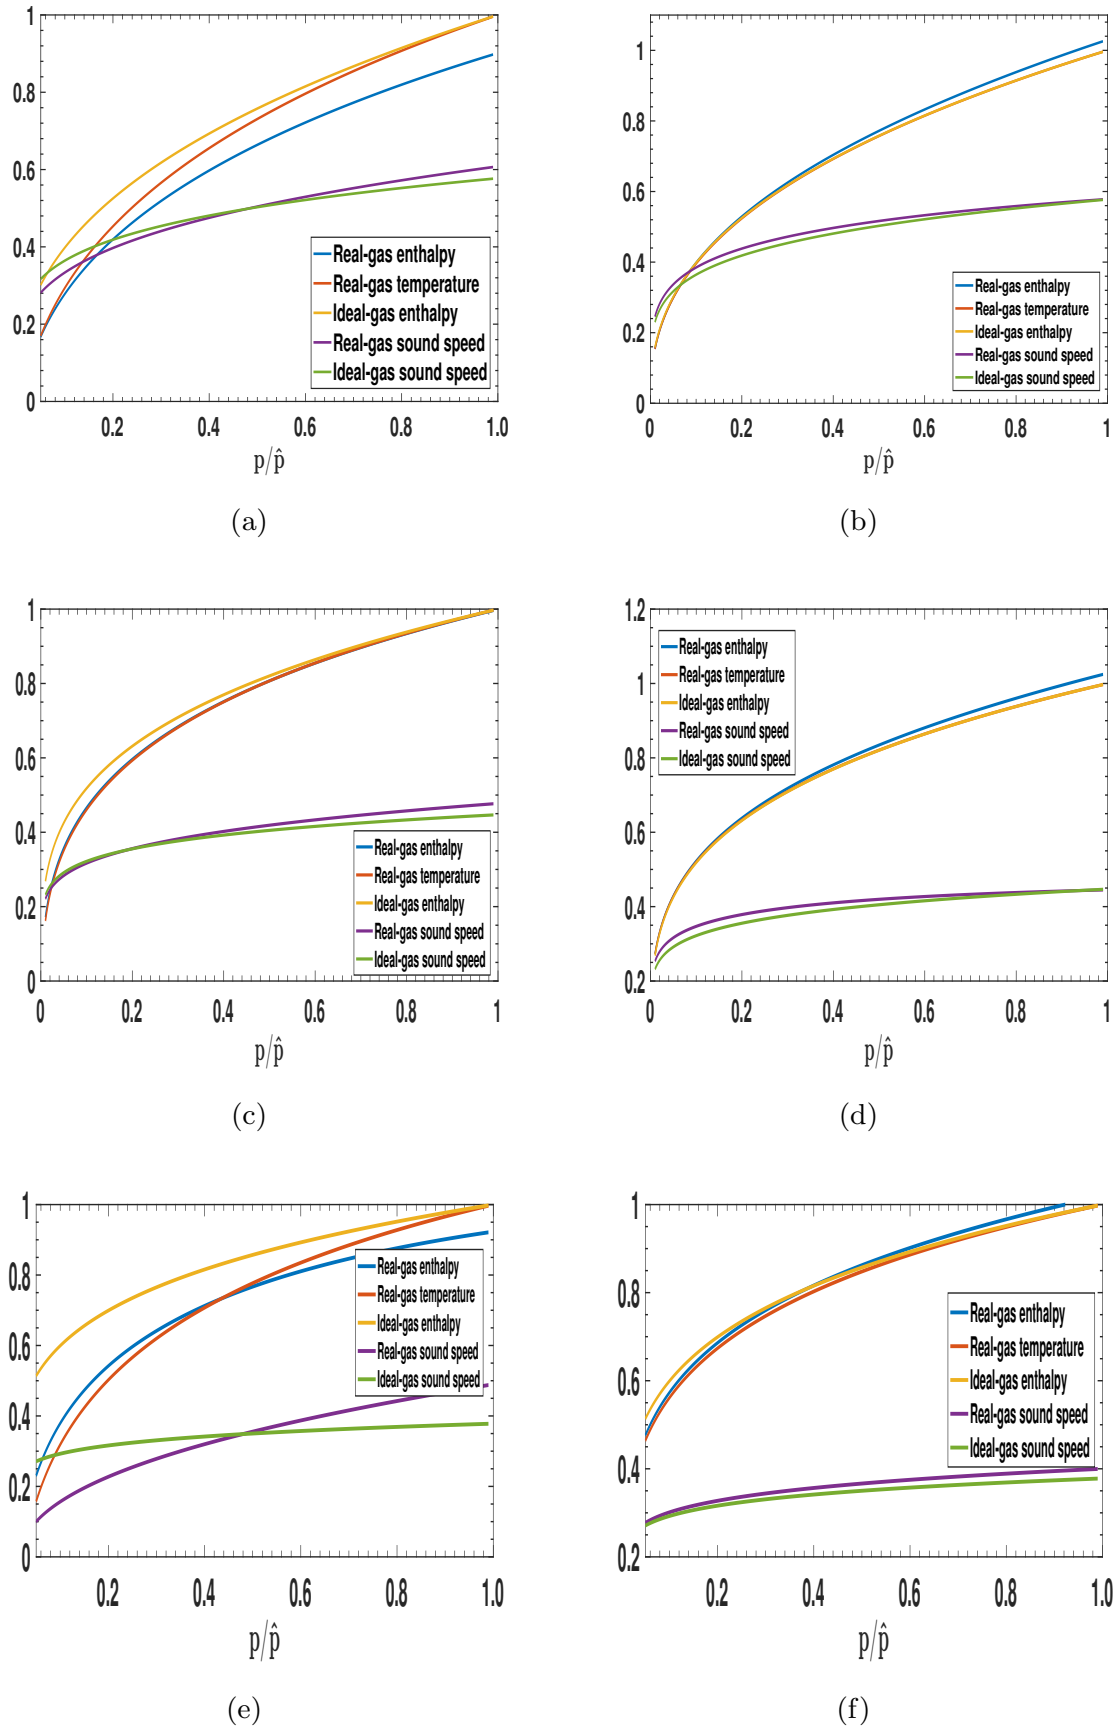 1
0.8
0.6
0.4
0.2
0
0.2
0.4
0.6
0.8
1.0
Real-gas enthalpy
Real-gas temperature
Ideal-gas enthalpy
Real-gas sound speed
Ideal-gas sound speed
p/p̂
(a)
1
0.8
0.6
0.4
0.2
0
0
0.2
0.4
0.6
0.8
1
Real-gas enthalpy
Real-gas temperature
Ideal-gas enthalpy
Real-gas sound speed
Ideal-gas sound speed
p/p̂
(b)
1
0.8
0.6
0.4
0.2
0
0
0.2
0.4
0.6
0.8
1
Real-gas enthalpy
Real-gas temperature
Ideal-gas enthalpy
Real-gas sound speed
Ideal-gas sound speed
p/p̂
(c)
1.2
1
0.8
0.6
0.4
0.2
0
0.2
0.4
0.6
0.8
1
Real-gas enthalpy
Real-gas temperature
Ideal-gas enthalpy
Real-gas sound speed
Ideal-gas sound speed
p/p̂
(d)
1
0.8
0.6
0.4
0.2
0
0.2
0.4
0.6
0.8
1.0
Real-gas enthalpy
Real-gas temperature
Ideal-gas enthalpy
Real-gas sound speed
Ideal-gas sound speed
p/p̂
(e)
1
0.8
0.6
0.4
0.2
0.2
0.4
0.6
0.8
1.0
Real-gas enthalpy
Real-gas temperature
Ideal-gas enthalpy
Real-gas sound speed
Ideal-gas sound speed
p/p̂
(f)